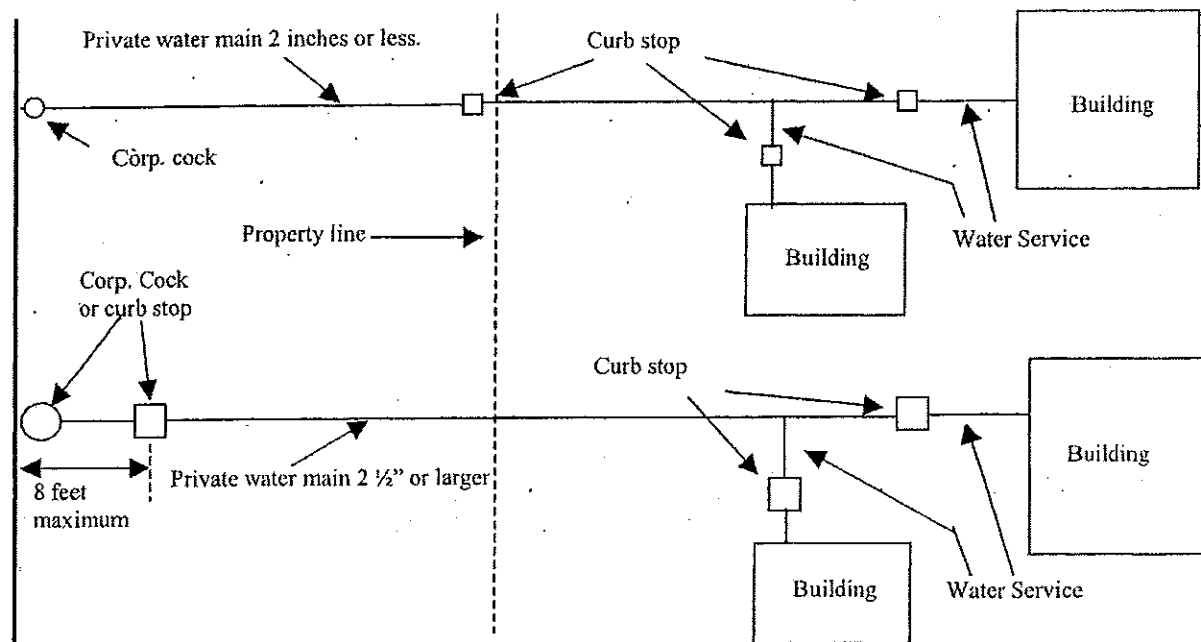 Private water main 2 inches or less.
Curb stop
Building
Còrp. cock
Property line
Building
Water Service
Corp. Cock
or curb stop
Curb stop
Building
Private water main 2 ½” or larger
8 feet
maximum
Building
Water Service